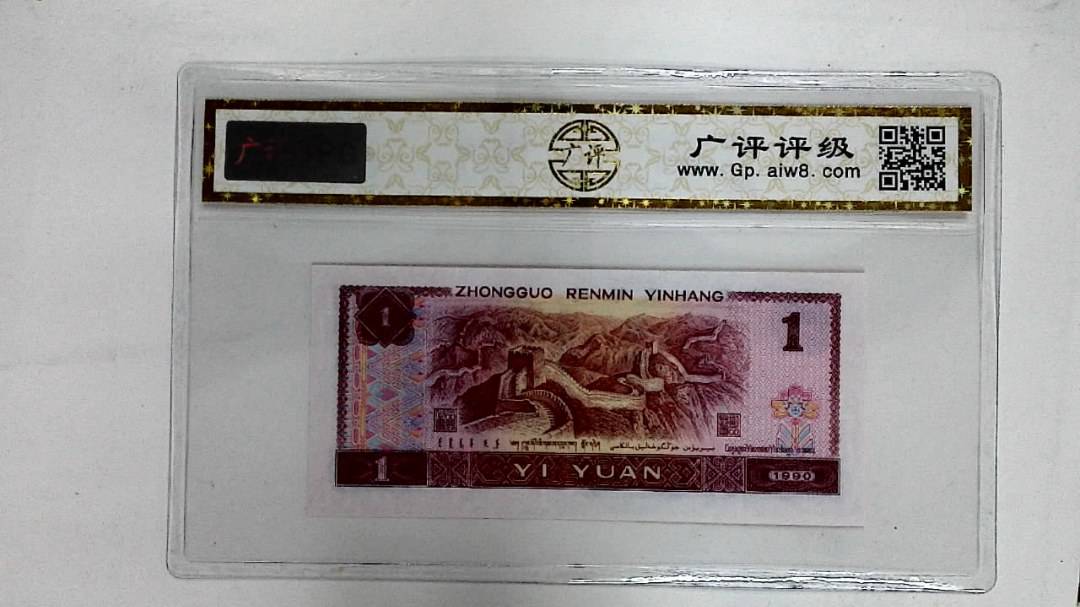 广评
广评评级
www. Gp. aiw8. com
ZHONGGUO RENMIN YINHANG
1
1
1
YI YUAN
1990